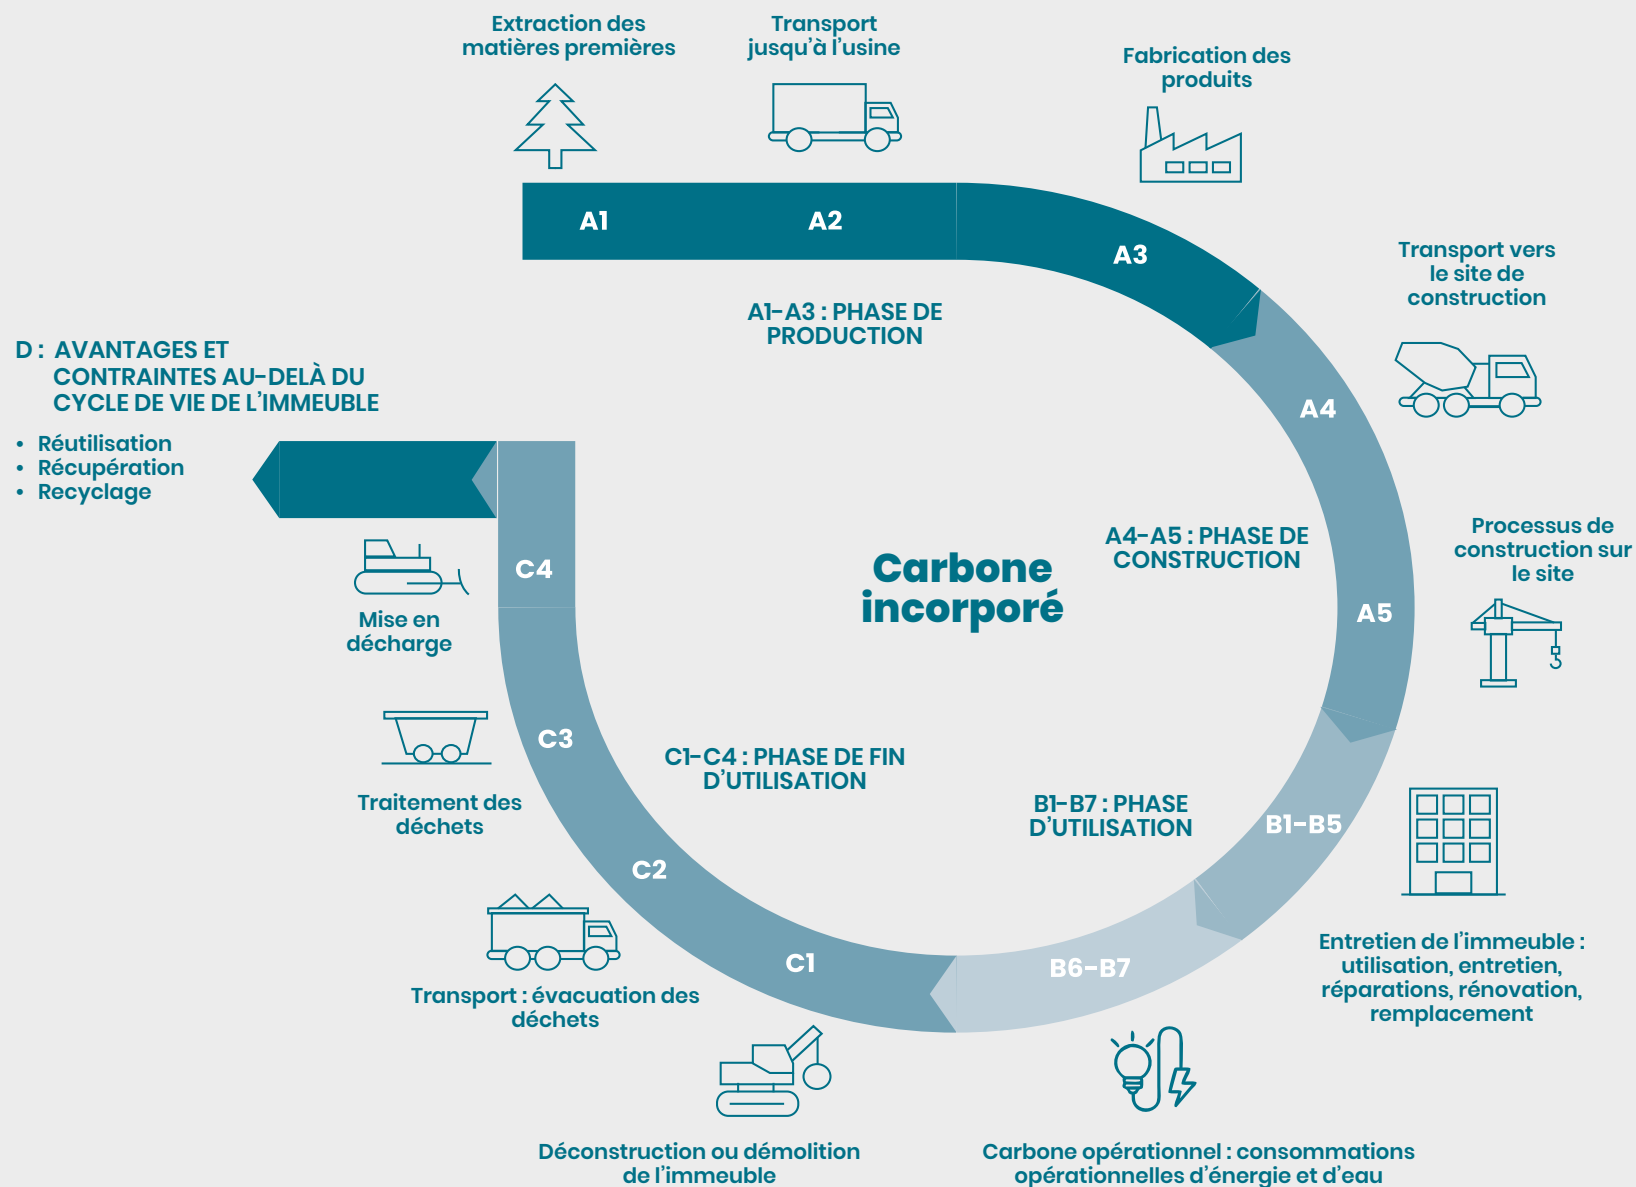 Extraction des
matières premières
Transport
jusqu'à l'usine
Fabrication des
produits
A1
A2
A3
Transport vers
le site de
construction
A1-A3 : PHASE DE
PRODUCTION
D : AVANTAGES ET
CONTRAINTES AU-DELÀ DU
CYCLE DE VIE DE L'IMMEUBLE
• Réutilisation
• Récupération
• Recyclage
A4
A4-A5 : PHASE DE
CONSTRUCTION
Processus de
construction sur
le site
Carbone
incorporé
C4
A5
Mise en
décharge
C3
C1-C4 : PHASE DE FIN
D'UTILISATION
Traitement des
déchets
B1-B7 : PHASE
D'UTILISATION
B1-B5
C2
Entretien de l'immeuble :
utilisation, entretien,
réparations, rénovation,
remplacement
C1
B6-B7
Transport : évacuation des
déchets
Déconstruction ou démolition
de l'immeuble
Carbone opérationnel : consommations
opérationnelles d'énergie et d'eau